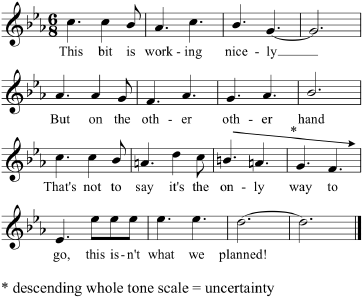 6
8
This bit is work - ing nice - ly
But on the oth - er oth - er hand
*
That's not to say it's the on - ly way to
go, this is - n't what we planned!
* descending whole tone scale = uncertainty